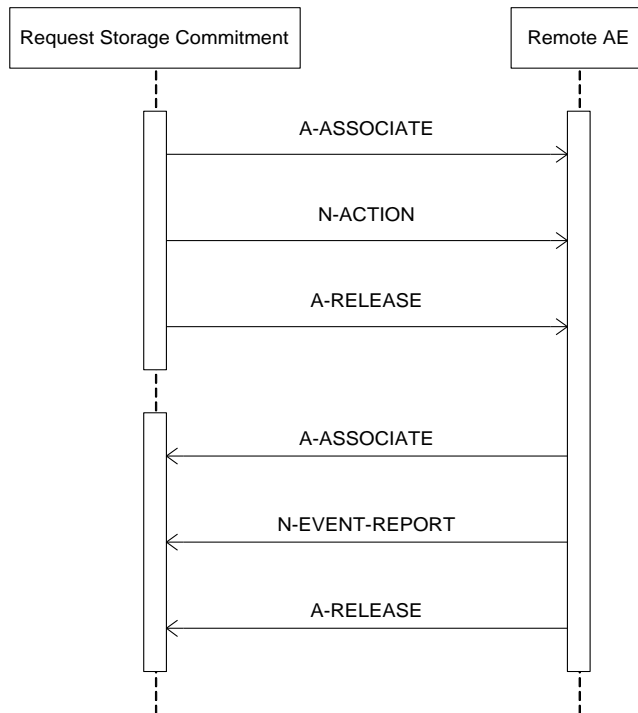 Request Storage Commitment
Remote AE
A-ASSOCIATE
N-ACTION
A-RELEASE
A-ASSOCIATE
N-EVENT-REPORT
A-RELEASE